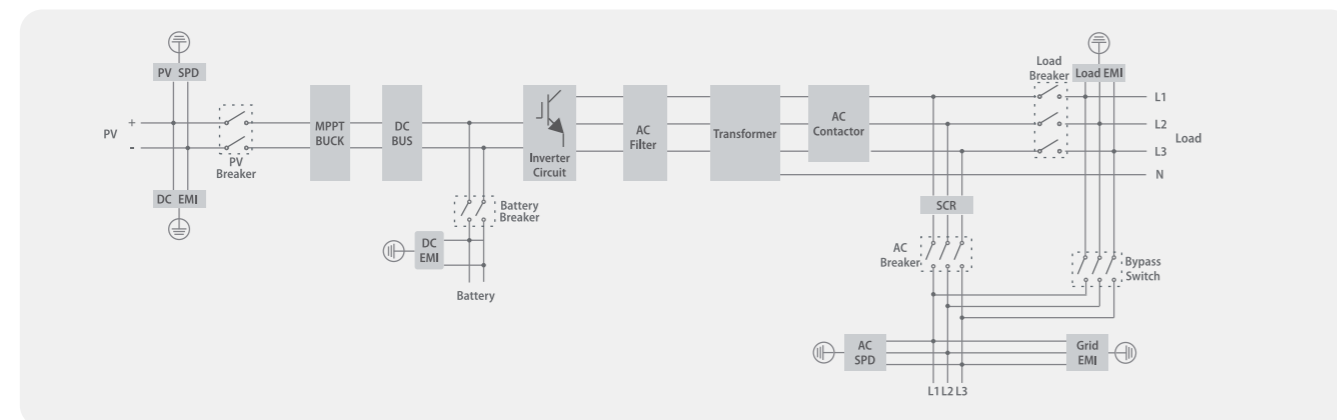 PV SPD
PV
+
-
PV
Breaker
DC EMI
MPPT
BUCK
DC
BUS
Battery
Breaker
DC
EMI
Battery
Inverter
Circuit
AC
Filter
Transformer
AC
Contactor
Load
Breaker
Load EMI
L1
L2
L3
N
Load
SCR
AC
Breaker
Bypass
Switch
AC
SPD
Grid
EMI
L1 L2 L3